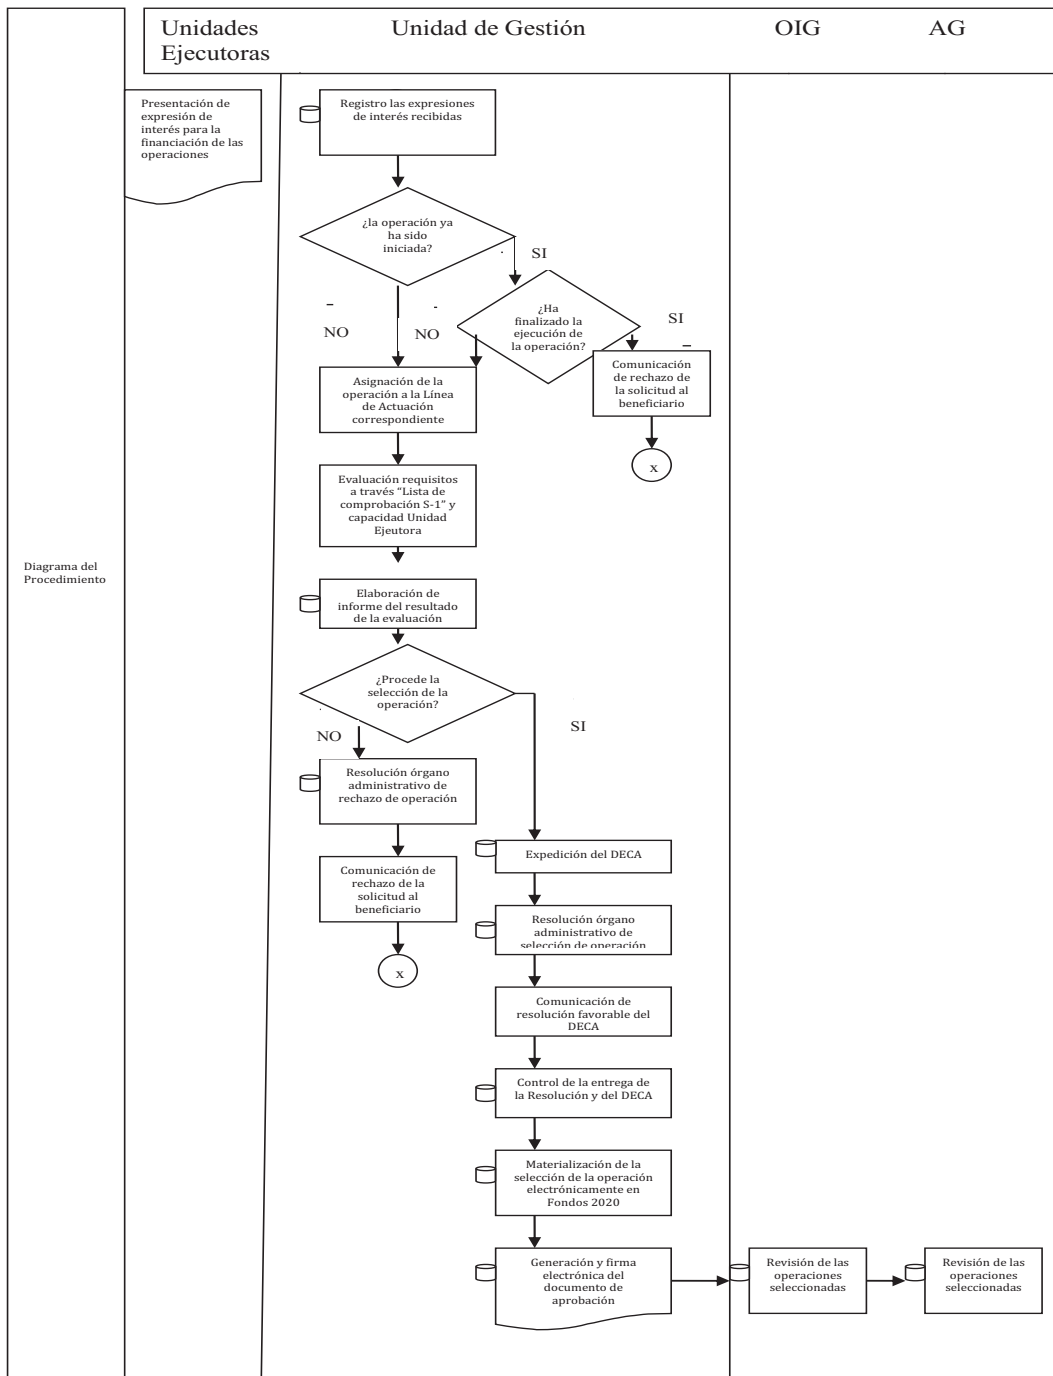 Unidades
Ejecutoras
Unidad de Gestión
OIG
AG
Presentación de
expresión de
interés para la
financiación de las
operaciones
Registro las expresiones
de interés recibidas
¿la operación ya
ha sido
iniciada?
SI
¿Ha
finalizado la
ejecución de
la operación?
NO
NO
SI
Comunicación
de rechazo de
la solicitud al
beneficiario
x
Asignación de la
operación a la Línea
de Actuación
correspondiente
Evaluación requisitos
a través “Lista de
comprobación S-1” y
capacidad Unidad
Ejeutora
Diagrama del
Procedimiento
Elaboración de
informe del resultado
de la evaluación
¿Procede la
selección de la
operación?
NO
SI
Resolución órgano
administrativo de
rechazo de operación
Comunicación de
rechazo de la
solicitud al
beneficiario
x
Expedición del DECA
Resolución órgano
administrativo de
selección de operación
Comunicación de
resolución favorable del
DECA
Control de la entrega de
la Resolución y del DECA
Materialización de la
selección de la operación
electrónicamente en
Fondos 2020
Generación y firma
electrónica del
documento de
aprobación
Revisión de las
operaciones
seleccionadas
Revisión de las
operaciones
seleccionadas